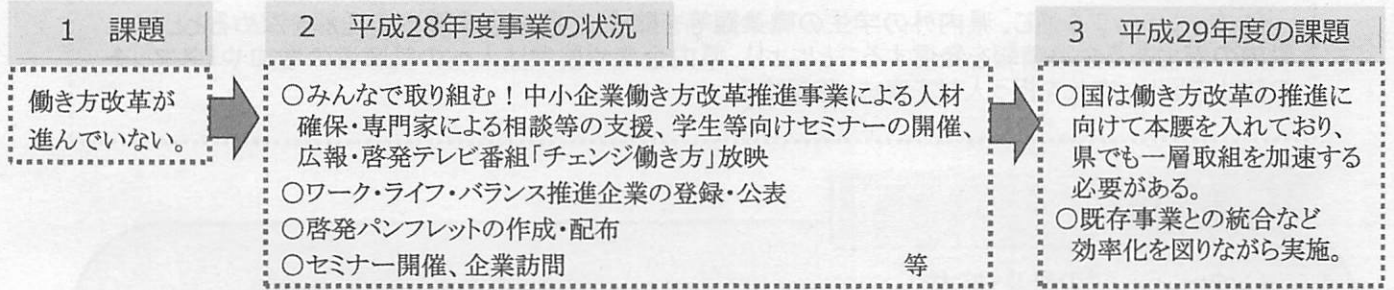 1 課題
働き方改革が
進んでいない。
2 平成28年度事業の状況
○みんなで取り組む！中小企業働き方改革推進事業による人材
確保・専門家による相談等の支援、学生等向けセミナーの開催、
広報・啓発テレビ番組「チェンジ働き方」放映
○ワーク・ライフ・バランス推進企業の登録・公表
○啓発パンフレットの作成・配布
○セミナー開催、企業訪問 等
3 平成29年度の課題
○国は働き方改革の推進に
向けて本腰を入れており、
県でも一層取組を加速する
必要がある。
○既存事業との統合など
効率化を図りながら実施。